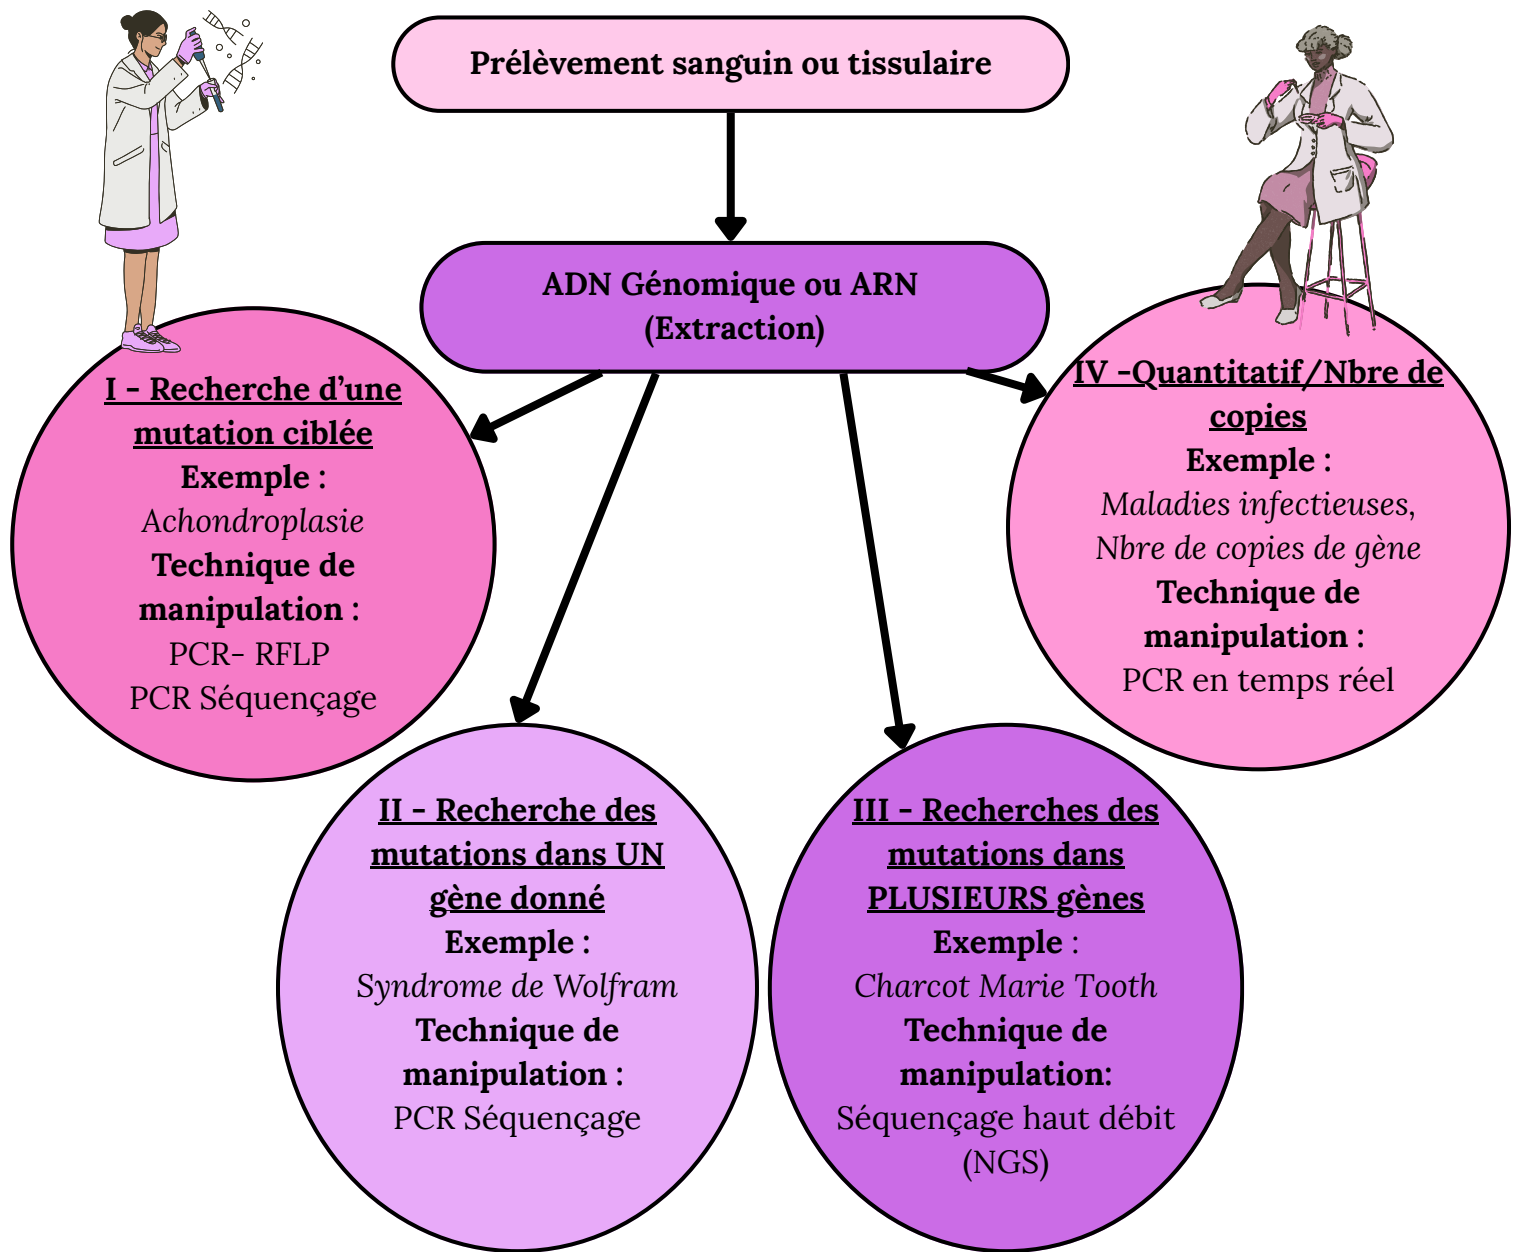 Prélèvement sanguin ou tissulaire
ADN Génomique ou ARN
(Extraction)
I - Recherche d’une
mutation ciblée
Exemple :
Achondroplasie
Technique de
manipulation :
PCR- RFLP
PCR Séquençage
II - Recherche des
mutations dans UN
gène donné
Exemple :
Syndrome de Wolfram
Technique de
manipulation :
PCR Séquençage
III - Recherches des
mutations dans
PLUSIEURS gènes
Exemple :
Charcot Marie Tooth
Technique de
manipulation:
Séquençage haut débit
(NGS)
IV -Quantitatif/Nbre de
copies
Exemple :
Maladies infectieuses,
Nbre de copies de gène
Technique de
manipulation :
PCR en temps réel